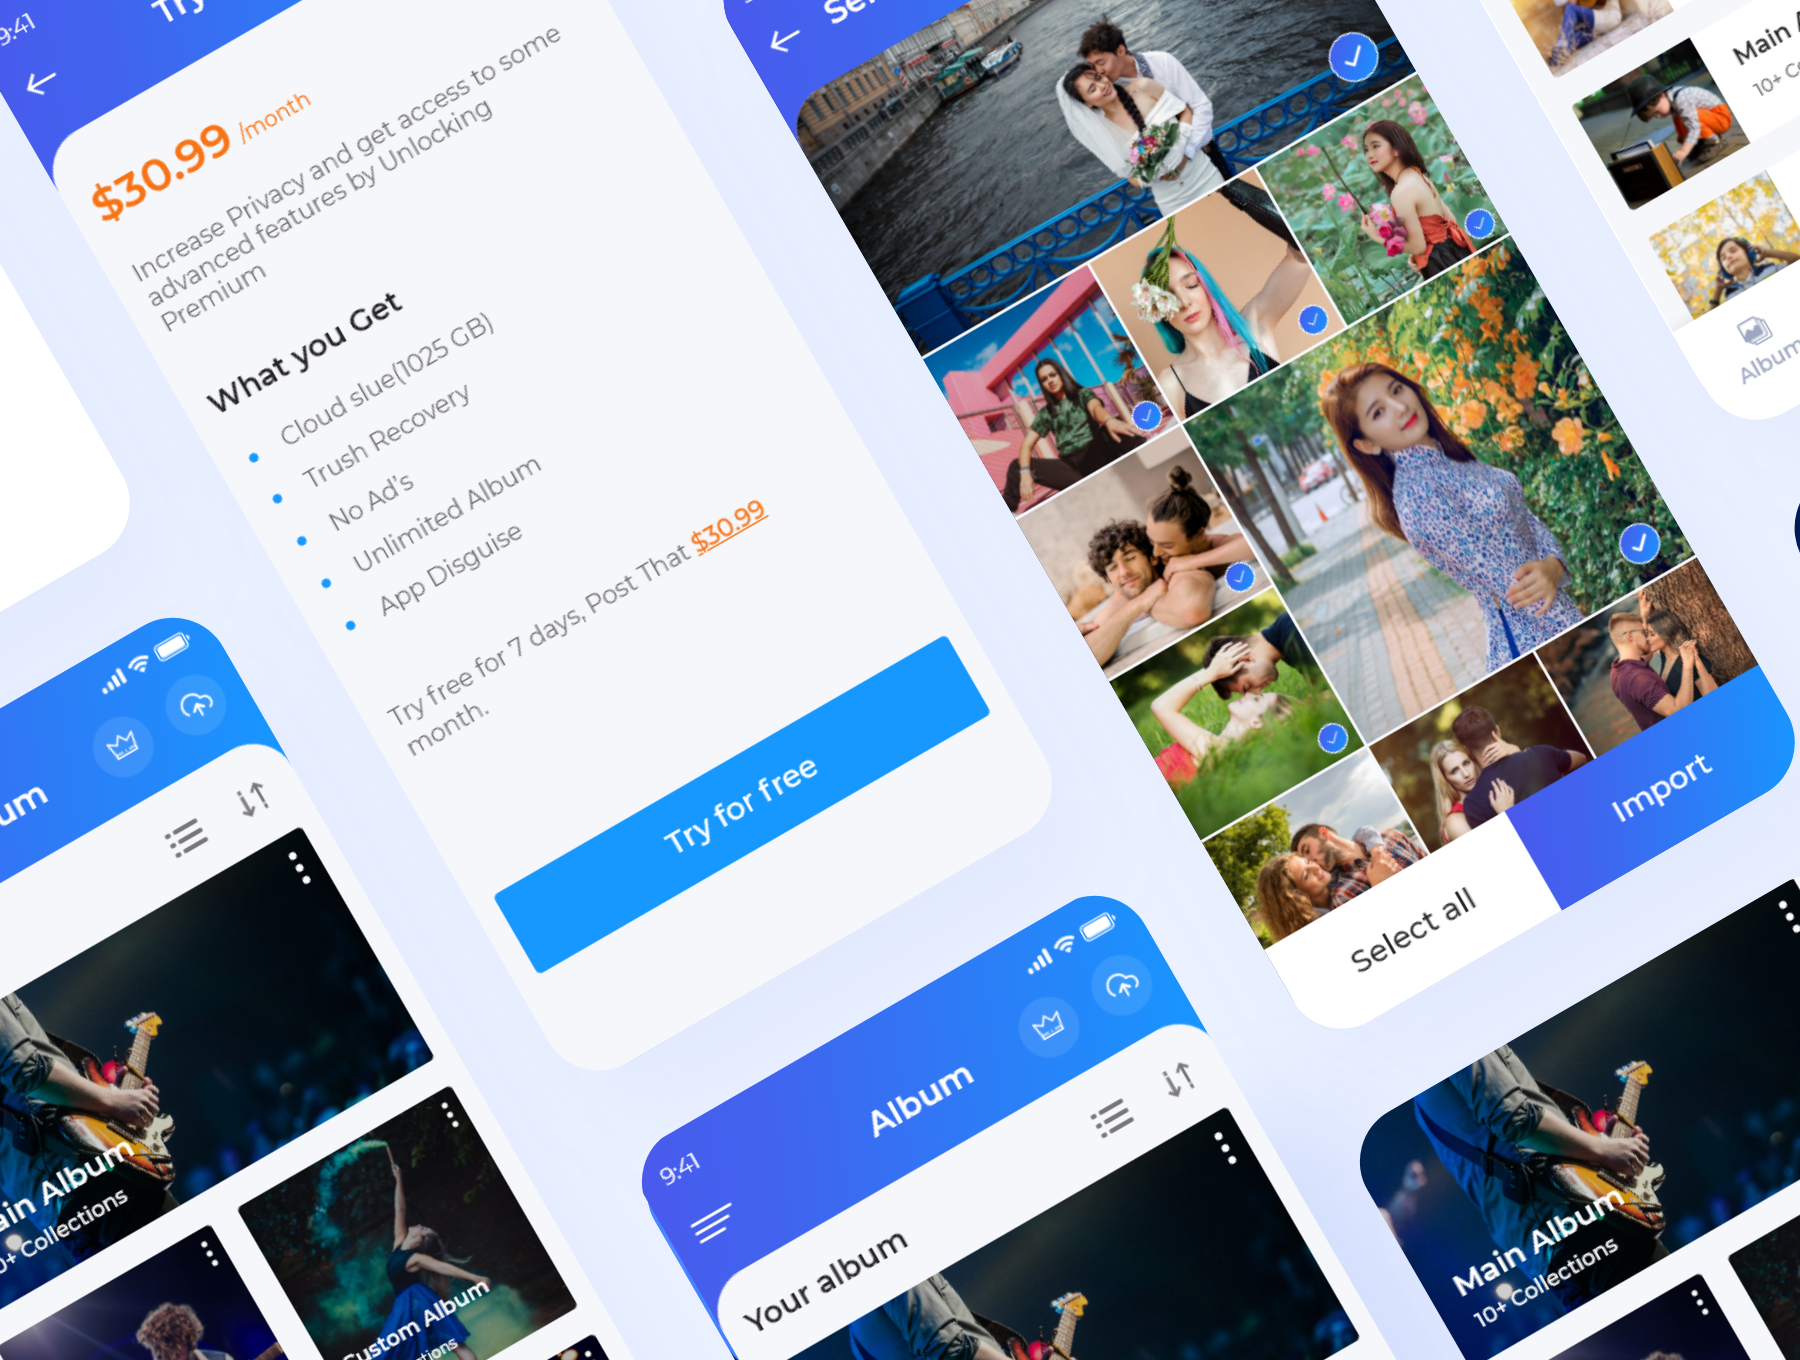 9:41
Try
$30.99 /month
Increase Privacy and get access to some
advanced features by Unlocking
Premium
What you Get
Cloud slue(1025 GB)
Trush Recovery
No Ad's
Unlimited Album
App Disguise
Try free for 7 days, Post That $30.99
month.
Try for free
Select all
Import
Main A
10+ Co
Album
um
ain Album
0+ Collections
Custom Album
ctions
9:41
Album
Your album
Main Album
10+ Collections